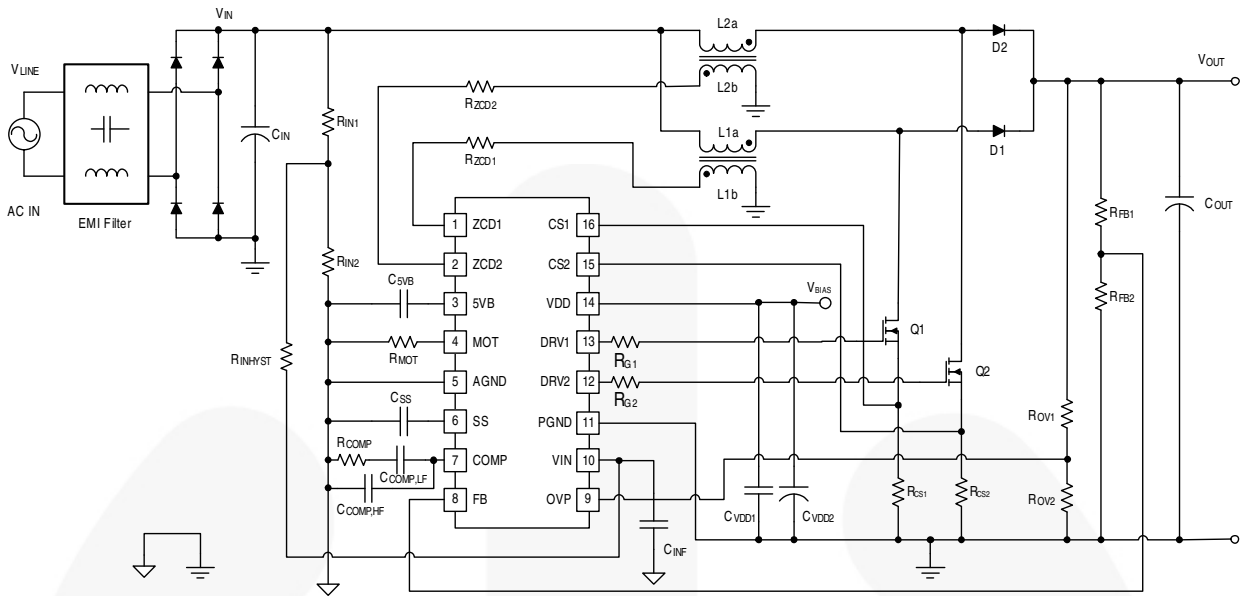 VIN
L2a
D2
VOUT
VLINE
RZCD2
L2b
CIN
RIN1
L1a
D1
RZCD1
L1b
AC IN
EMI Filter
RFB1
COUT
1 ZCD1
CS1 16
RIN2
2 ZCD2
CS2 15
C5VB
3 5VB
VDD 14
VBIAS
RFB2
4 MOT
DRV1 13
RG1
Q1
RINHYST
RMOT
5 AGND
DRV2 12
RG2
Q2
CSS
6 SS
PGND 11
ROV1
RCOMP
7 COMP
VIN 10
CCOMP,LF
8 FB
OVP 9
RCS1
RCS2
ROV2
CCOMP,HF
CVDD1
CVDD2
CINF